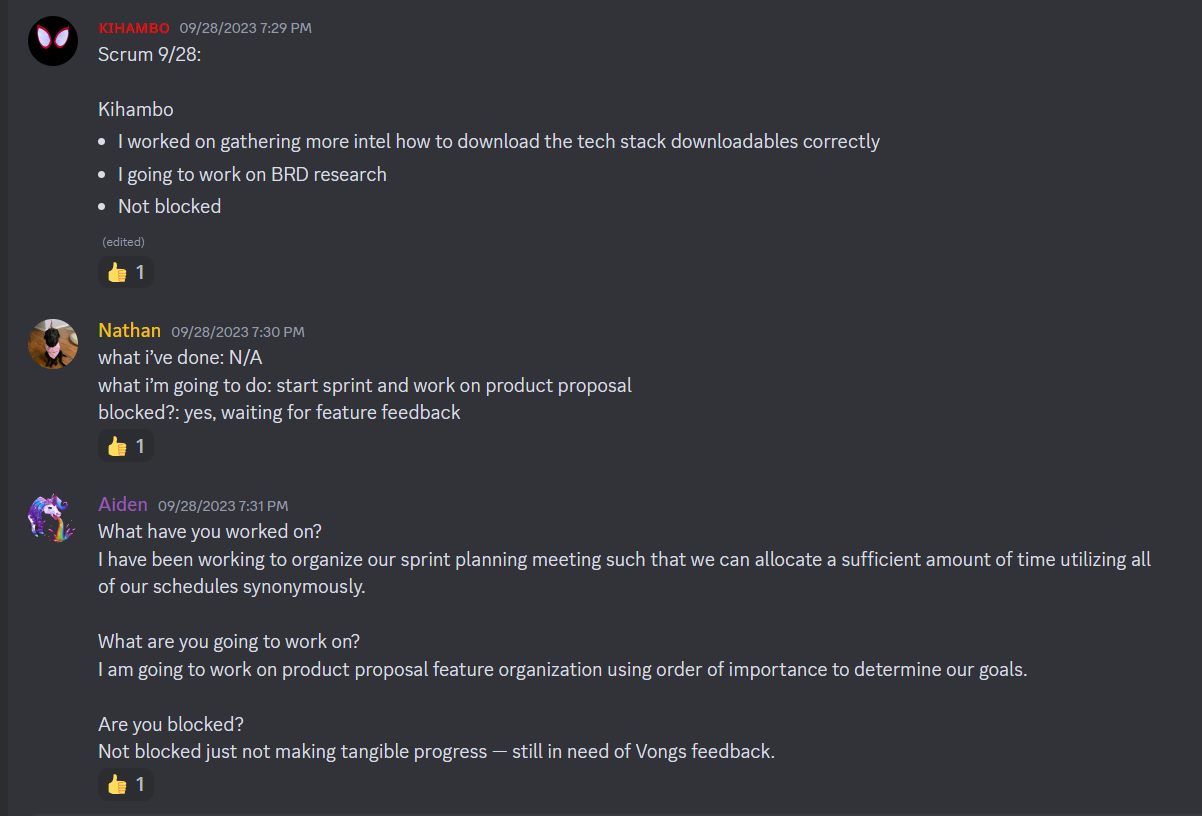 KIHAMBO 09/28/2023 7:29 PM
Scrum 9/28:
Kihambo
• I worked on gathering more intel how to download the tech stack downloadables correctly
• I going to work on BRD research
• Not blocked
(edited)
👍 1
Nathan 09/28/2023 7:30 PM
what i’ve done: N/A
what i’m going to do: start sprint and work on product proposal
blocked?: yes, waiting for feature feedback
👍 1
Aiden 09/28/2023 7:31 PM
What have you worked on?
I have been working to organize our sprint planning meeting such that we can allocate a sufficient amount of time utilizing all
of our schedules synonymously.
What are you going to work on?
I am going to work on product proposal feature organization using order of importance to determine our goals.
Are you blocked?
Not blocked just not making tangible progress — still in need of Vongs feedback.
👍 1